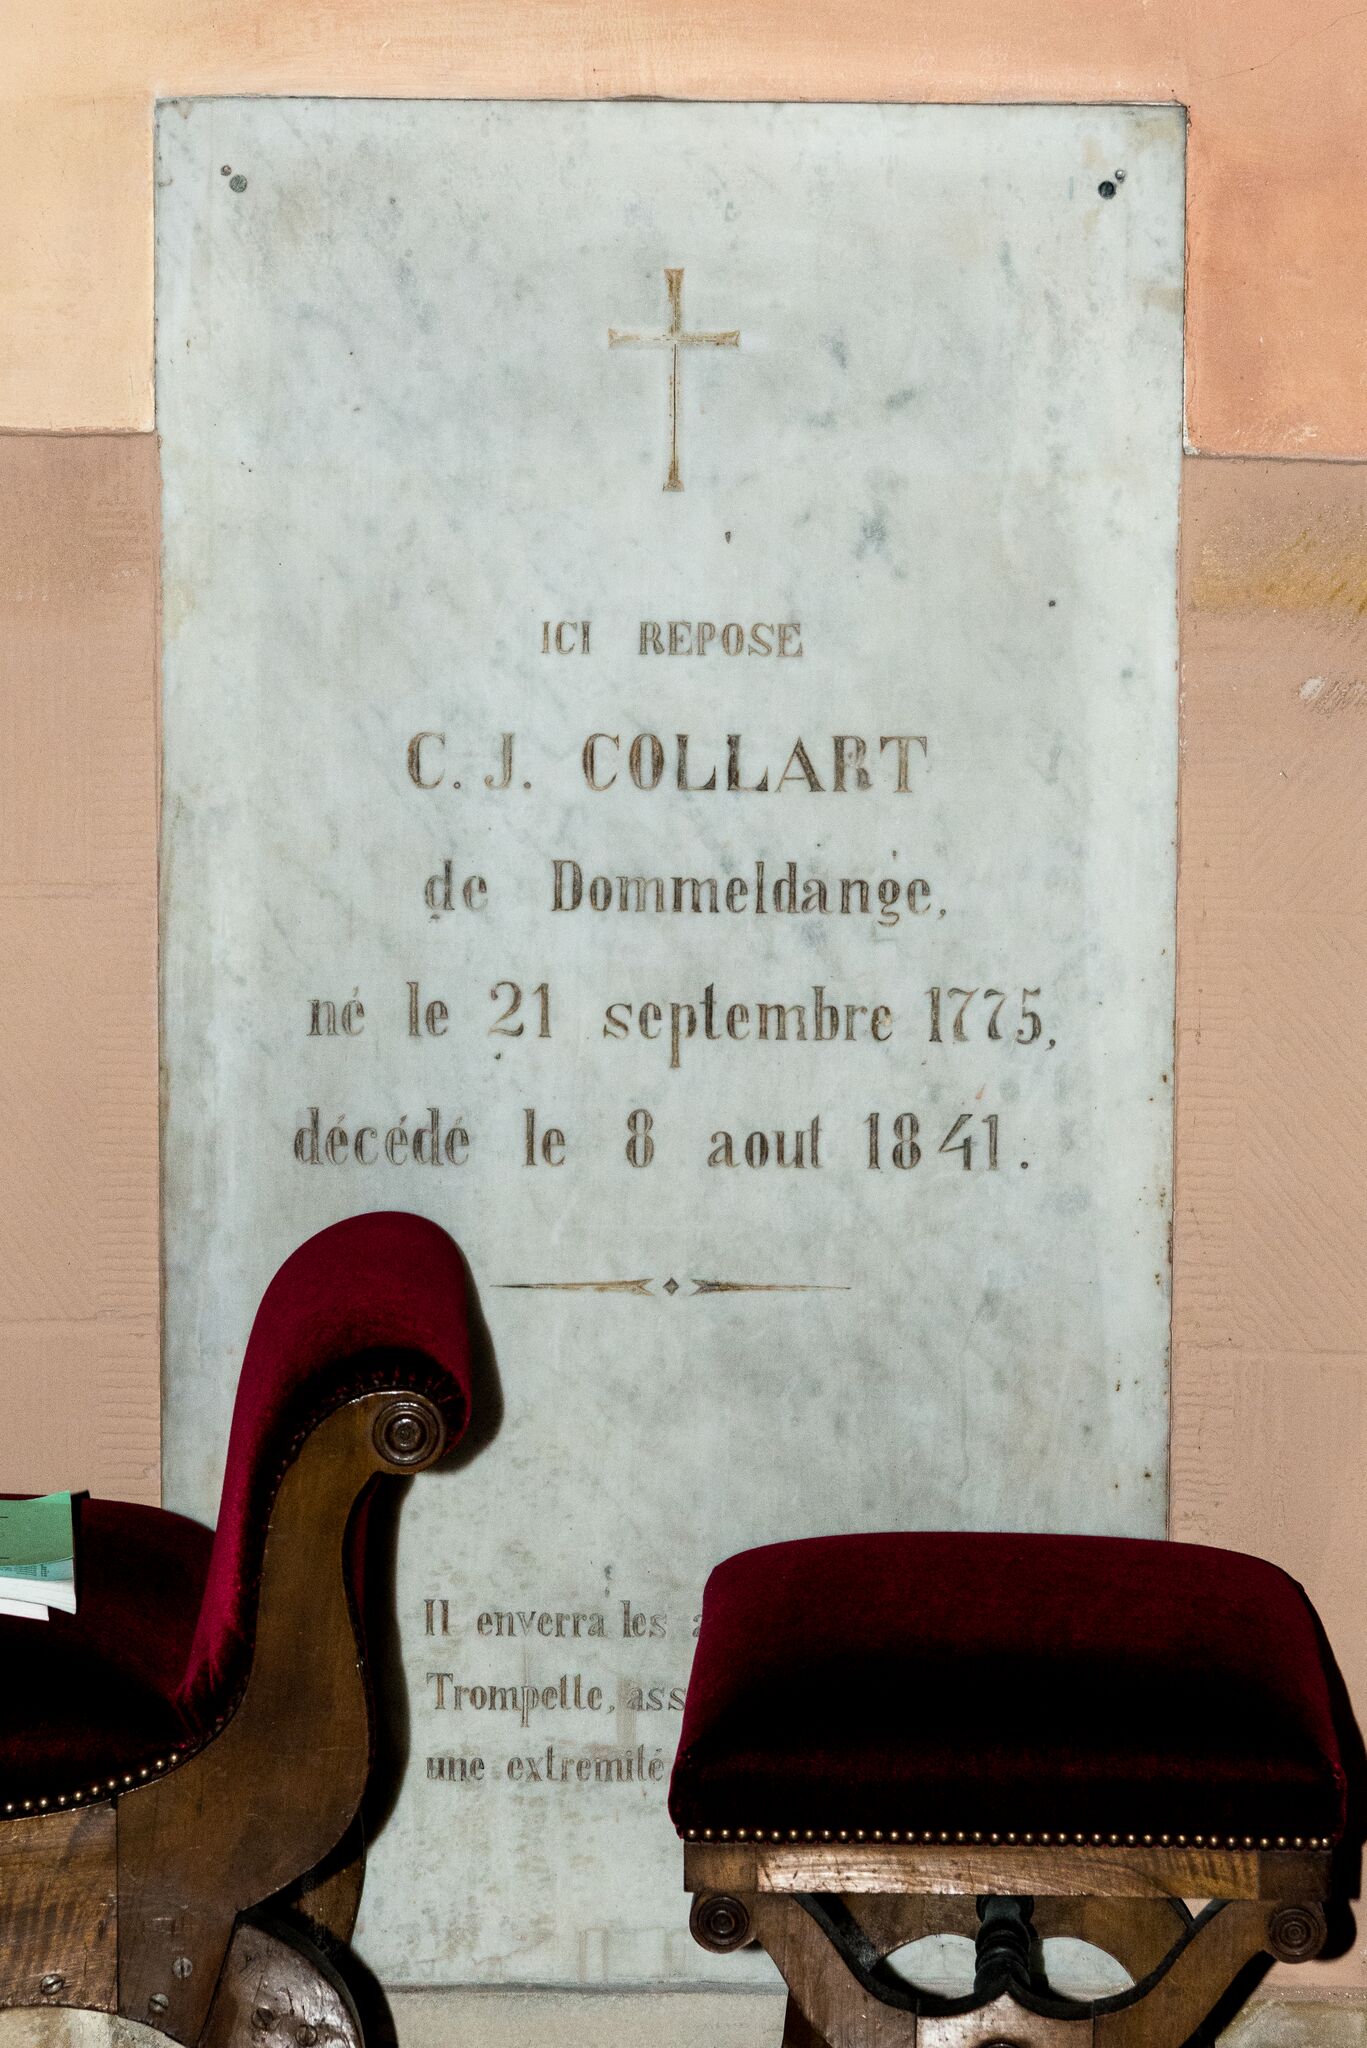 ICI REPOSE
C. J. COLLART
de Dommeldange,
né le 21 septembre 1775,
décédé le 8 aout 1841.
Il enverra les
Trompette, ass
une extremité